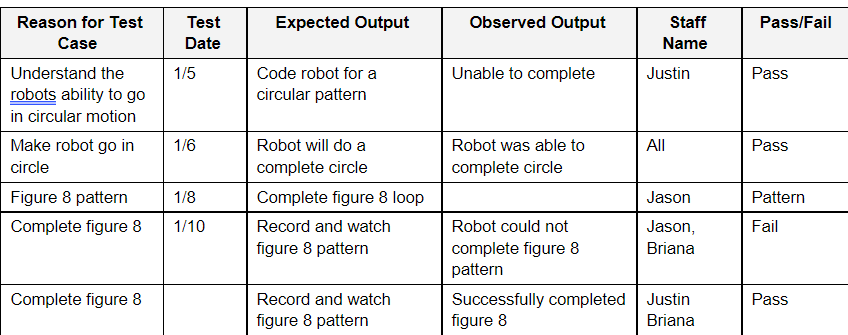 Reason for Test Test Expected Output Observed Output Staff Pass/Fail
Case Date Name
Understand the 1/5 Code robot for a Unable to complete Justin Pass
robots ability to go circular pattern
in circular motion
Make robot go in 1/6 Robot will do a Robot was able to All Pass
circle complete circle complete circle
Figure 8 pattern 1/8 Complete figure 8 loop Jason Pattern
Complete figure 8 1/10 Record and watch Robot could not Jason, Fail
figure 8 pattern complete figure 8 Briana
pattern
Complete figure 8 Record and watch Successfully completed Justin Pass
figure 8 pattern figure 8 Briana